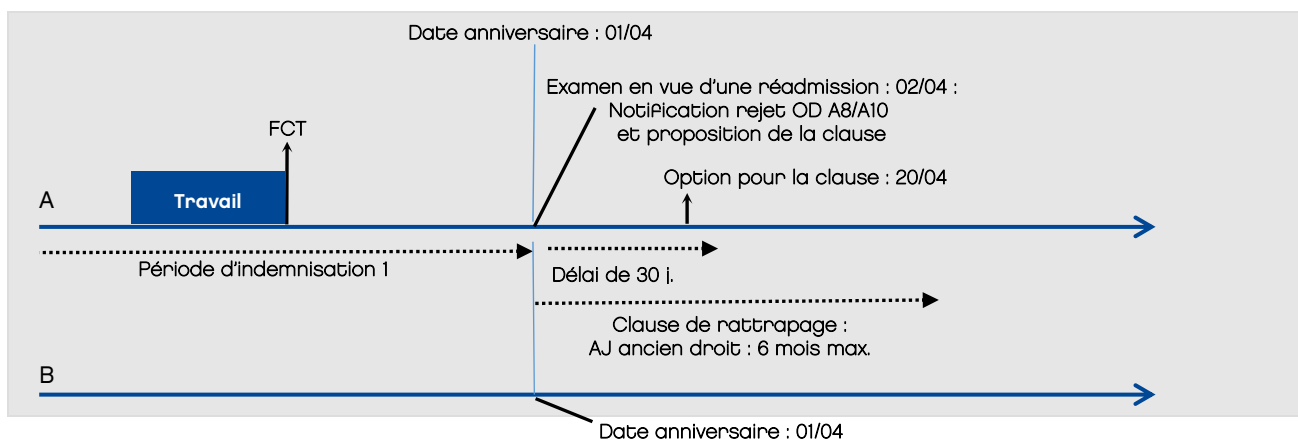 Date anniversaire : 01/04
Examen en vue d'une réadmission : 02/04 :
Notification rejet OD A8/A10
et proposition de la clause
FCT
Option pour la clause : 20/04
A
Travail
Période d'indemnisation 1
Délai de 30 j.
Clause de rattrapage :
AJ ancien droit : 6 mois max.
B
Date anniversaire : 01/04